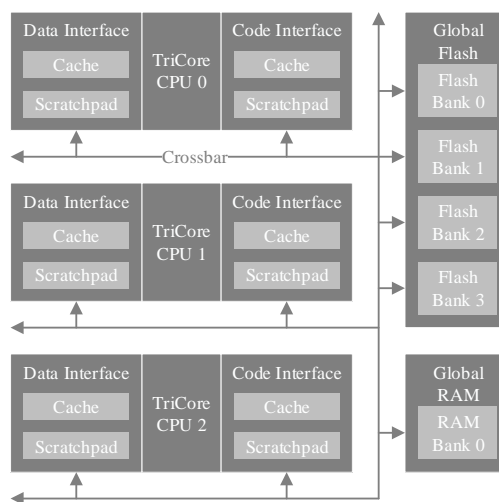 Data Interface
TriCore
CPU 0
Code Interface
Cache
Scratchpad
Cache
Scratchpad
Crossbar
Data Interface
TriCore
CPU 1
Code Interface
Cache
Scratchpad
Cache
Scratchpad
Data Interface
TriCore
CPU 2
Code Interface
Cache
Scratchpad
Cache
Scratchpad
Global
Flash
Flash
Bank 0
Flash
Bank 1
Flash
Bank 2
Flash
Bank 3
Global
RAM
RAM
Bank 0